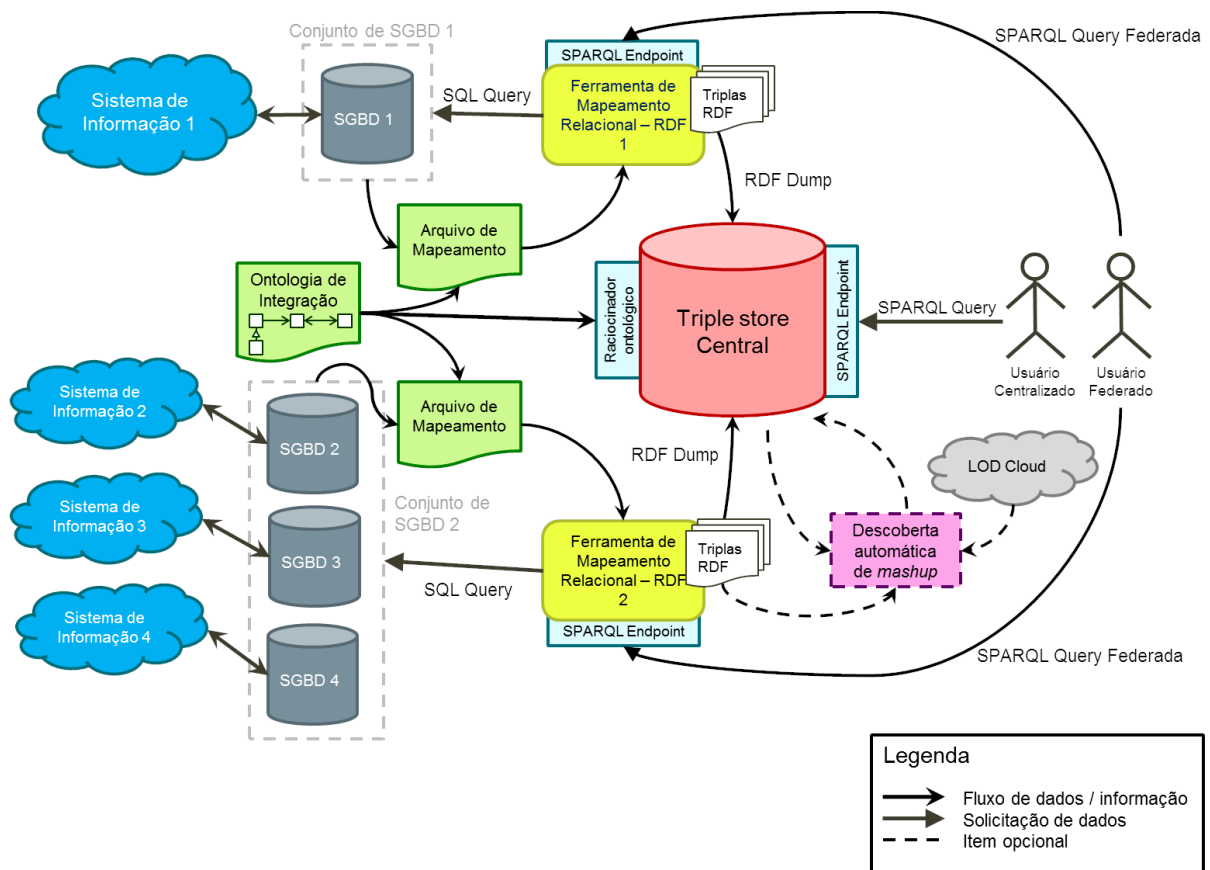 Conjunto de SGBD 1
SPARQL Query Federada
SPARQL Endpoint
Sistema de
Informação 1
SGBD 1
SQL Query
Ferramenta de
Mapeamento
Relacional – RDF
1
Triplas
RDF
RDF Dump
Arquivo de
Mapeamento
Ontologia de
Integração
Raciocinador
ontológico
Triple store
Central
SPARQL Endpoint
SPARQL Query
Usuário
Centralizado
Usuário
Federado
Sistema de
Informação 2
SGBD 2
Arquivo de
Mapeamento
RDF Dump
LOD Cloud
Sistema de
Informação 3
SGBD 3
Conjunto de
SGBD 2
SQL Query
Ferramenta de
Mapeamento
Relacional – RDF
2
Triplas
RDF
Descoberta
automática
de mashup
SPARQL Endpoint
Sistema de
Informação 4
SGBD 4
SPARQL Query Federada
Legenda
Fluxo de dados / informação
Solicitação de dados
Item opcional